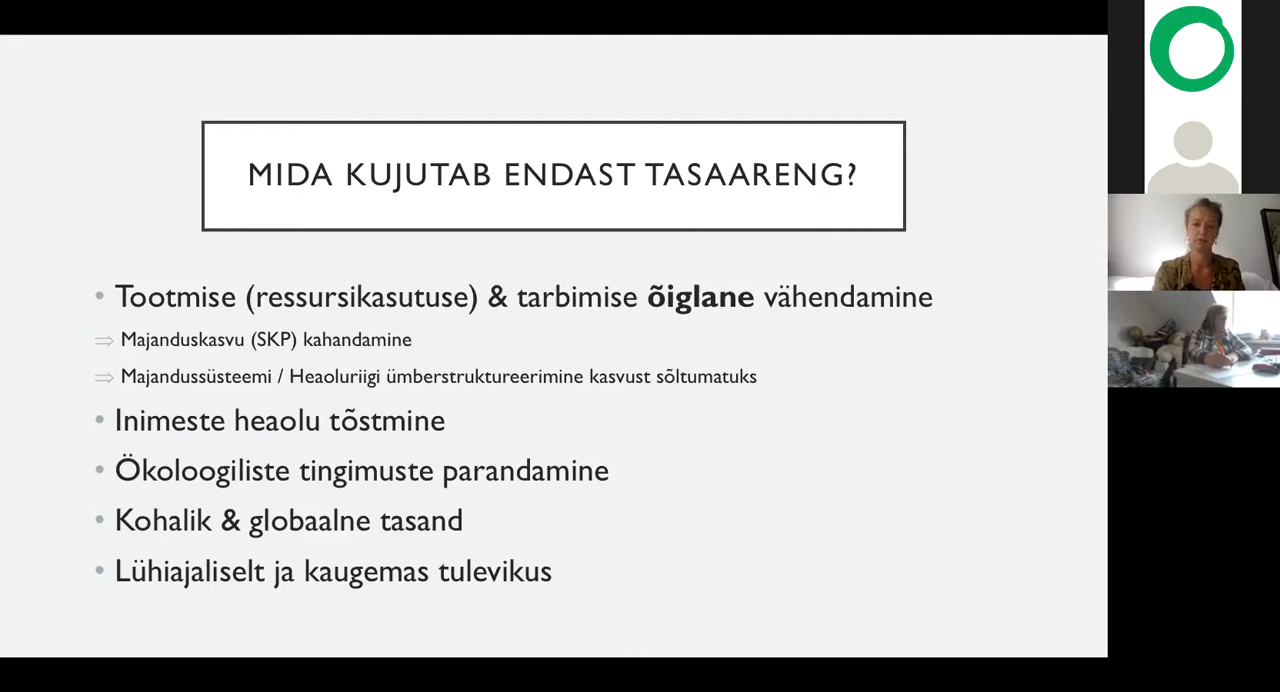 MIDA KUJUTAB ENDAST TASAARENG?
• Tootmise (ressursikasutuse) & tarbimise õiglane vähendamine
⇒ Majanduskasvu (SKP) kahandamine
⇒ Majandussüsteemi / Heaoluriigi ümberstruktureerimine kasvust sõltumatuks
• Inimeste heaolu tõstmine
• Ökoloogiliste tingimuste parandamine
• Kohalik & globaalne tasand
• Lühiajaliselt ja kaugemas tulevikus